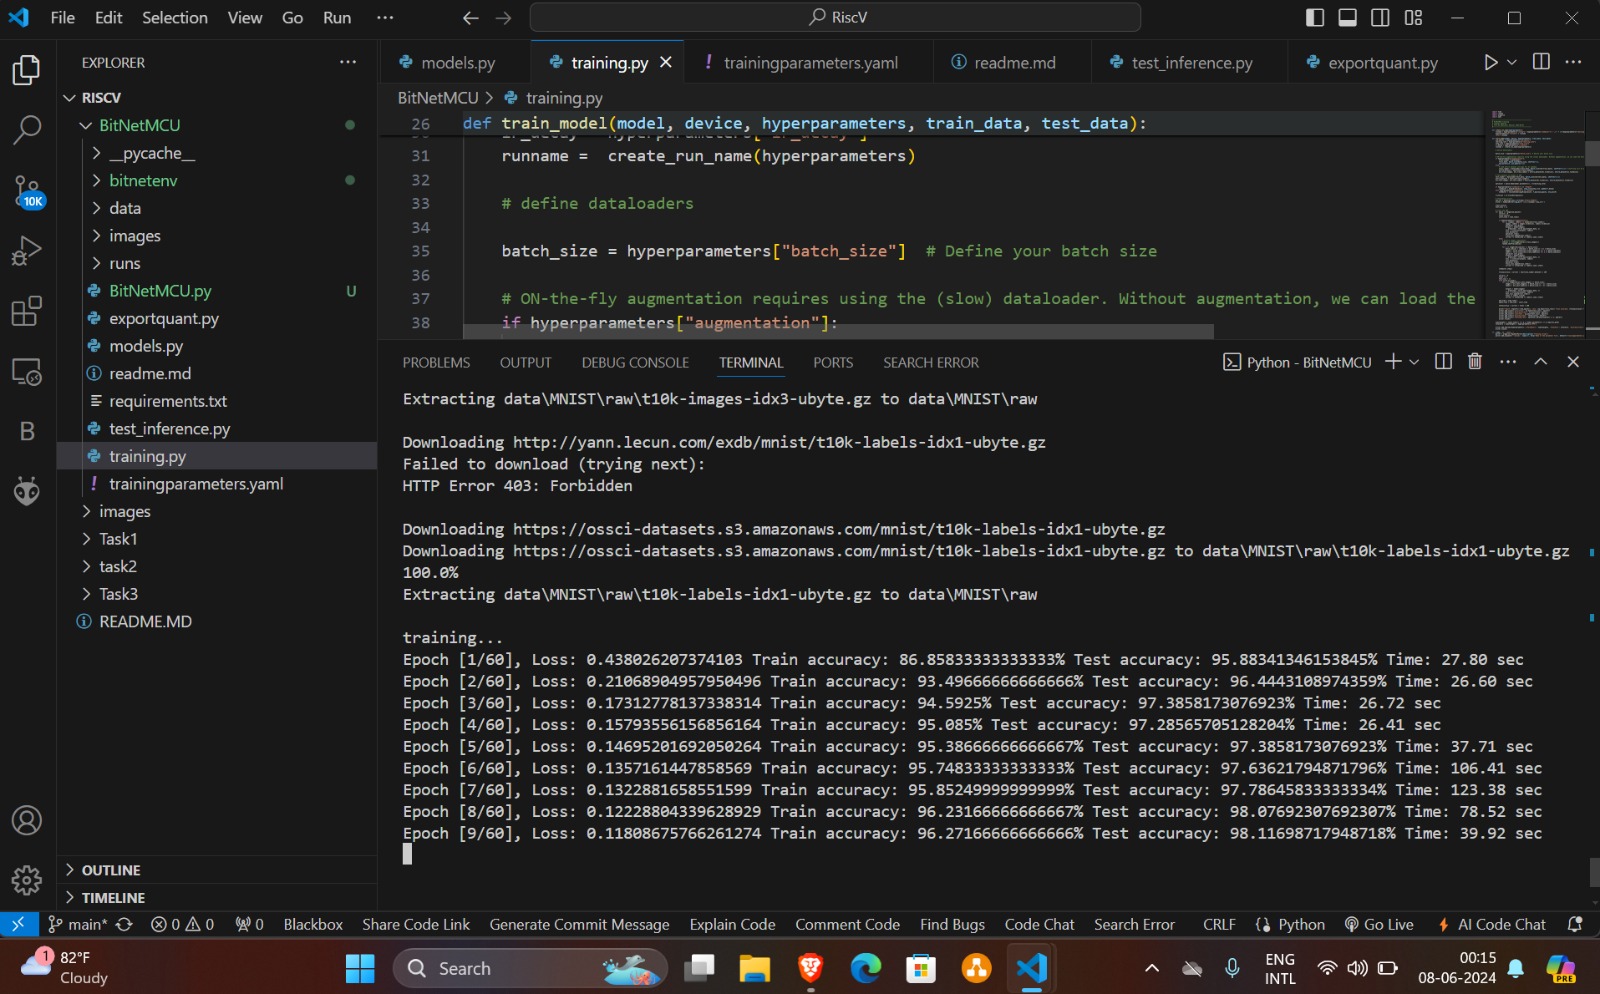 File Edit Selection View Go Run ···
RiscV
EXPLORER ···
RISCV
BitNetMCU
__pycache__
bitnetenv
data
images
runs
BitNetMCU.py U
exportquant.py
models.py
readme.md
requirements.txt
test_inference.py
training.py
trainingparameters.yaml
images
Task1
task2
Task3
README.MD
OUTLINE
TIMELINE
10K
B
models.py training.py ! trainingparameters.yaml readme.md test_inference.py exportquant.py
BitNetMCU > training.py
26 def train_model(model, device, hyperparameters, train_data, test_data):
31 runname =  create_run_name(hyperparameters)
32
33 # define dataloaders
34
35 batch_size = hyperparameters["batch_size"]  # Define your batch size
36
37 # ON-the-fly augmentation requires using the (slow) dataloader. Without augmentation, we can load the
38 if hyperparameters["augmentation"]:
PROBLEMS OUTPUT DEBUG CONSOLE TERMINAL PORTS SEARCH ERROR Python - BitNetMCU
Extracting data\MNIST\raw\t10k-images-idx3-ubyte.gz to data\MNIST\raw
Downloading http://yann.lecun.com/exdb/mnist/t10k-labels-idx1-ubyte.gz
Failed to download (trying next):
HTTP Error 403: Forbidden
Downloading https://ossci-datasets.s3.amazonaws.com/mnist/t10k-labels-idx1-ubyte.gz
Downloading https://ossci-datasets.s3.amazonaws.com/mnist/t10k-labels-idx1-ubyte.gz to data\MNIST\raw\t10k-labels-idx1-ubyte.gz
100.0%
Extracting data\MNIST\raw\t10k-labels-idx1-ubyte.gz to data\MNIST\raw
training...
Epoch [1/60], Loss: 0.438026207374103 Train accuracy: 86.85833333333333% Test accuracy: 95.88341346153845% Time: 27.80 sec
Epoch [2/60], Loss: 0.21068904957950496 Train accuracy: 93.49666666666666% Test accuracy: 96.4443108974359% Time: 26.60 sec
Epoch [3/60], Loss: 0.17312778137338314 Train accuracy: 94.5925% Test accuracy: 97.3858173076923% Time: 26.72 sec
Epoch [4/60], Loss: 0.15793556156856164 Train accuracy: 95.085% Test accuracy: 97.28565705128204% Time: 26.41 sec
Epoch [5/60], Loss: 0.14695201692050264 Train accuracy: 95.38666666666667% Test accuracy: 97.3858173076923% Time: 37.71 sec
Epoch [6/60], Loss: 0.1357161447858569 Train accuracy: 95.74833333333333% Test accuracy: 97.63621794871796% Time: 106.41 sec
Epoch [7/60], Loss: 0.1322881658551599 Train accuracy: 95.85249999999999% Test accuracy: 97.78645833333334% Time: 123.38 sec
Epoch [8/60], Loss: 0.12228804339628929 Train accuracy: 96.23166666666667% Test accuracy: 98.07692307692307% Time: 78.52 sec
Epoch [9/60], Loss: 0.11808675766261274 Train accuracy: 96.27166666666666% Test accuracy: 98.11698717948718% Time: 39.92 sec
main* 0 0 0 Blackbox Share Code Link Generate Commit Message Explain Code Comment Code Find Bugs Code Chat Search Error CRLF Python Go Live AI Code Chat
1 82°F
Cloudy
Search
ENG
INTL
00:15
08-06-2024
PRE